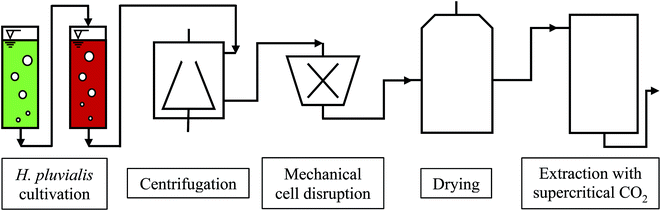 H. pluvialis
cultivation
Centrifugation
Mechanical
cell disruption
Drying
Extraction with
supercritical CO₂